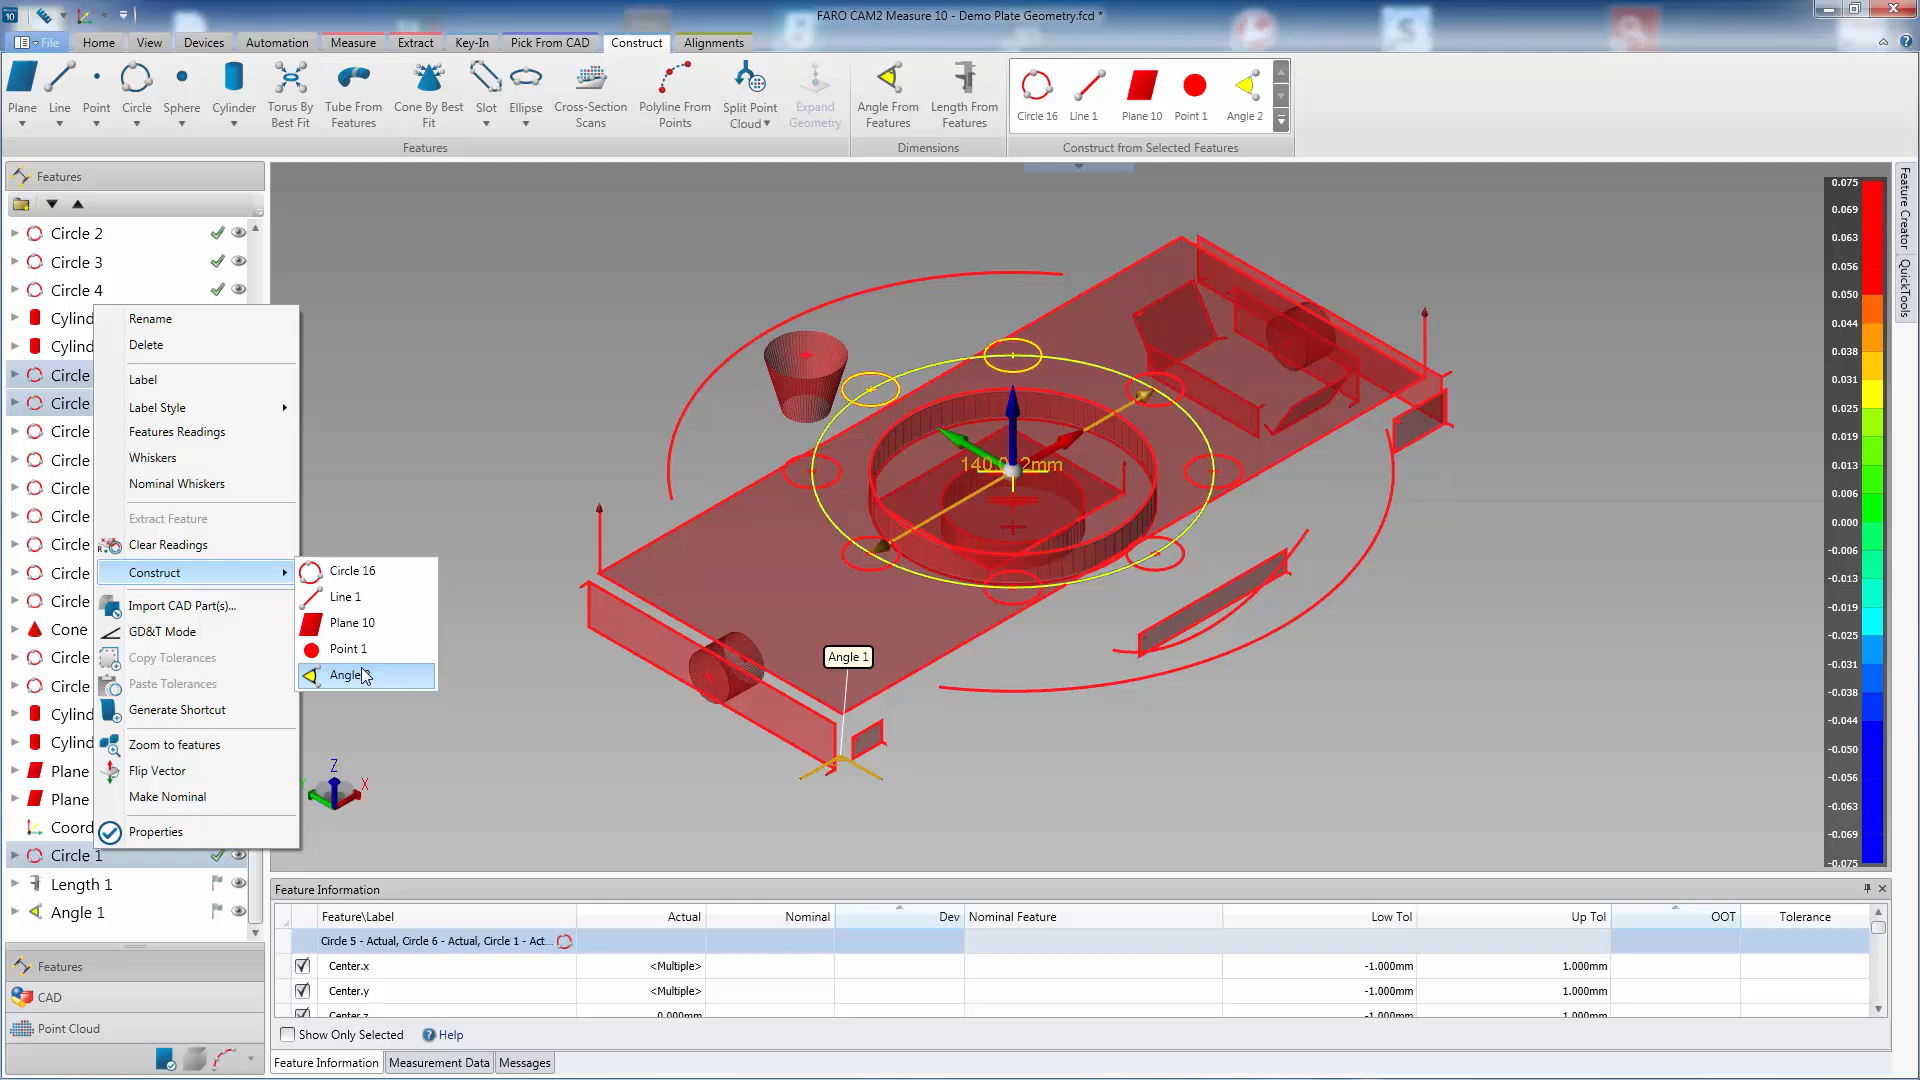 FARO CAM2 Measure 10 - Demo Plate Geometry.fcd *
File Home View Devices Automation Measure Extract Key-In Pick From CAD Construct Alignments
Plane Line Point Circle Sphere Cylinder Torus By Best Fit Tube From Features Cone By Best Fit Slot Ellipse Cross-Section Scans Polyline From Points Split Point Cloud Expand Geometry Angle From Features Length From Features Circle 16 Line 1 Plane 10 Point 1 Angle 2
Features Dimensions Construct from Selected Features
Features
Circle 2
Circle 3
Circle 4
Cylind
Cylind
Circle
Circle
Circle
Circle
Circle
Circle
Circle
Circle
Circle
Cone
Circle
Circle
Cylind
Cylind
Plane
Plane
Coord
Circle 1
Length 1
Angle 1
Features
CAD
Point Cloud
Rename
Delete
Label
Label Style
Features Readings
Whiskers
Nominal Whiskers
Extract Feature
Clear Readings
Construct
Import CAD Part(s)...
GD&T Mode
Copy Tolerances
Paste Tolerances
Generate Shortcut
Zoom to features
Flip Vector
Make Nominal
Properties
Circle 16
Line 1
Plane 10
Point 1
Angle
Angle 1
Z
X
0.075
0.069
0.063
0.056
0.050
0.044
0.038
0.031
0.025
0.019
0.013
0.006
0.000
-0.006
-0.013
-0.019
-0.025
-0.031
-0.038
-0.044
-0.050
-0.056
-0.063
-0.069
-0.075
Feature Creator
QuickTools
Feature Information
Feature\Label Actual Nominal Dev Nominal Feature Low Tol Up Tol OOT Tolerance
Circle 5 - Actual, Circle 6 - Actual, Circle 1 - Act...
Center.x <Multiple> -1.000mm 1.000mm
Center.y <Multiple> -1.000mm 1.000mm
Center.z 0.000mm -1.000mm 1.000mm
Show Only Selected Help
Feature Information Measurement Data Messages